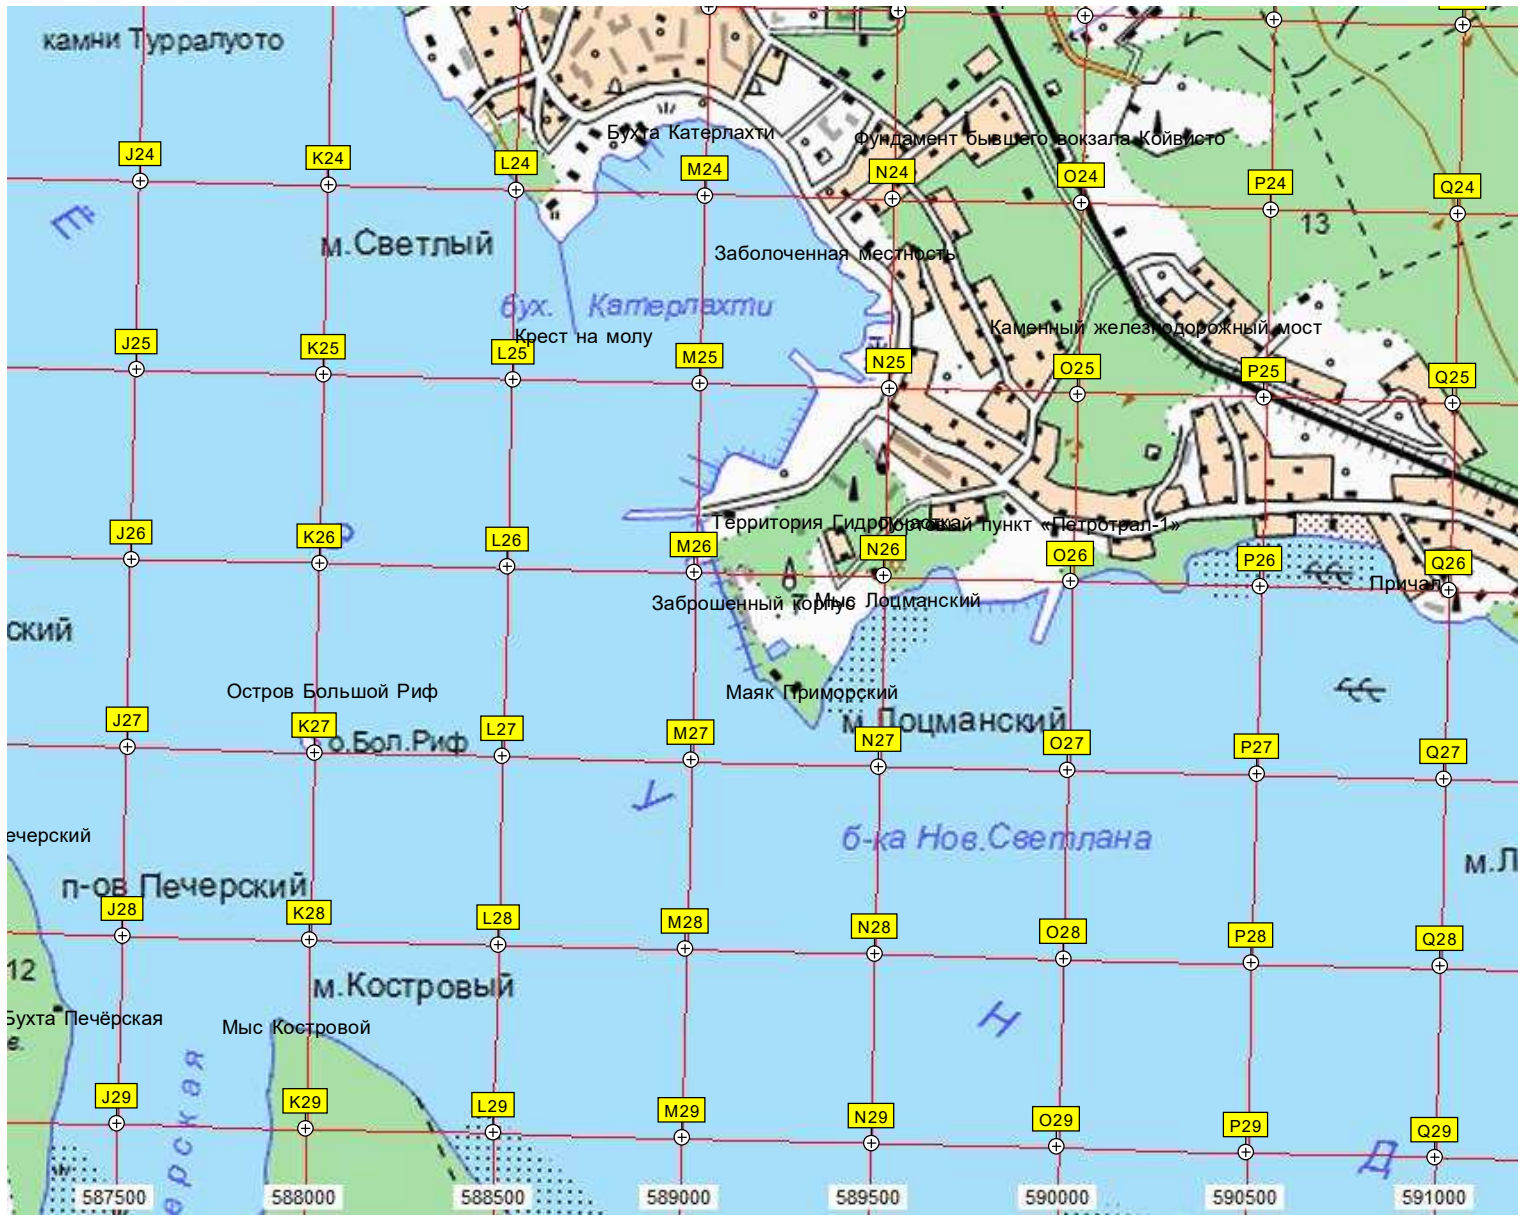 камни Турралуото
Бухта Катерлахти
Фундамент бывшего вокзала Койвисто
J24
K24
L24
M24
N24
O24
P24
Q24
13
м.Светлый
Заболоченная местность
бух. Катерлахти
Крест на молу
Каменный железнодорожный мост
J25
K25
L25
M25
N25
O25
P25
Q25
Территория Гидроучастка
Портовый пункт «Петротрал-1»
J26
K26
L26
M26
N26
O26
P26
Q26
Причал
Заброшенный корпус
7
Мыс Лоцманский
ский
Остров Большой Риф
Маяк Приморский
м.Лоцманский
J27
K27
о.Бол.Риф
L27
M27
N27
O27
P27
Q27
У
б-ка Нов.Светлана
ечерский
м.Л
п-ов Печерский
J28
K28
L28
M28
N28
O28
P28
Q28
12
м.Костровый
Бухта Печёрская
Мыс Костровой
в.
Н
ерская
J29
K29
L29
M29
N29
O29
P29
Q29
Д
587500
588000
588500
589000
589500
590000
590500
591000